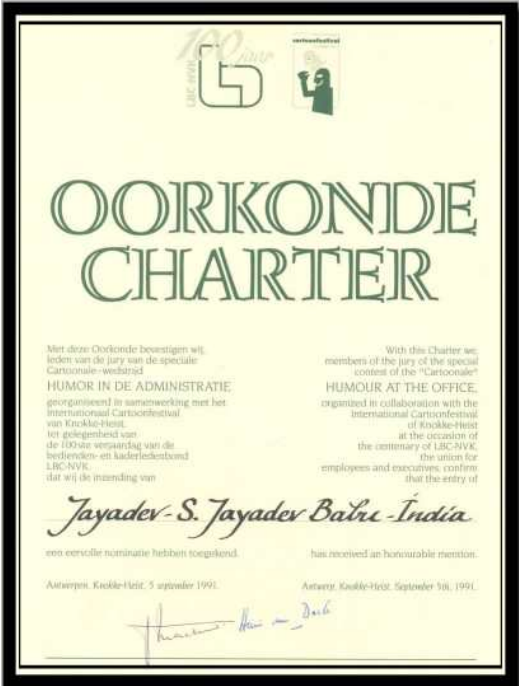 100 jaar
LBC-NVK
cartoonfestival
OORKONDE
CHARTER
Met deze Oorkonde bevestigen wij,
leden van de jury van de speciale
Cartoonale-wedstrijd
HUMOR IN DE ADMINISTRATIE
georganiseerd in samenwerking met het
Internationaal Cartoonfestival
van Knokke-Heist,
ter gelegenheid van
de 100ste verjaardag van de
bedienden- en kaderledenbond
LBC-NVK.
dat wij de inzending van
With this Charter we,
members of the jury of the special
contest of the "Cartoonale"
HUMOUR AT THE OFFICE,
organized in collaboration with the
International Cartoonfestival
of Knokke-Heist
at the occasion of
the centenary of LBC-NVK,
the union for
employees and executives, confirm
that the entry of
Jayadev-S. Jayadev Babu-India
een eervolle nominatie hebben toegekend.
has received an honourable mention.
Antwerpen, Knokke-Heist, 5 september 1991.
Antwerp, Knokke-Heist, September 5th, 1991.